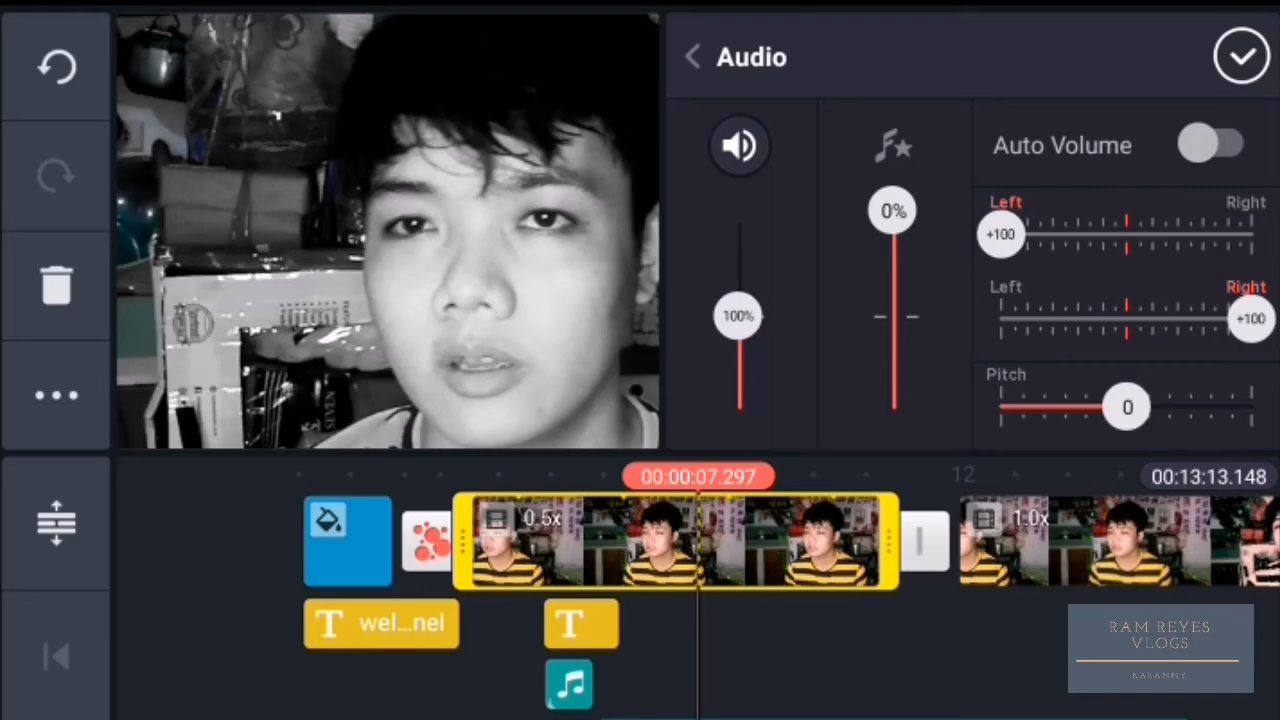 Audio
Auto Volume
0%
100%
Left Right
+100
Left Right
+100
Pitch
0
00:00:07.297
12
00:13:13.148
0.5x
1.0x
T wel...nel
T
RAM REYES
VLOGS